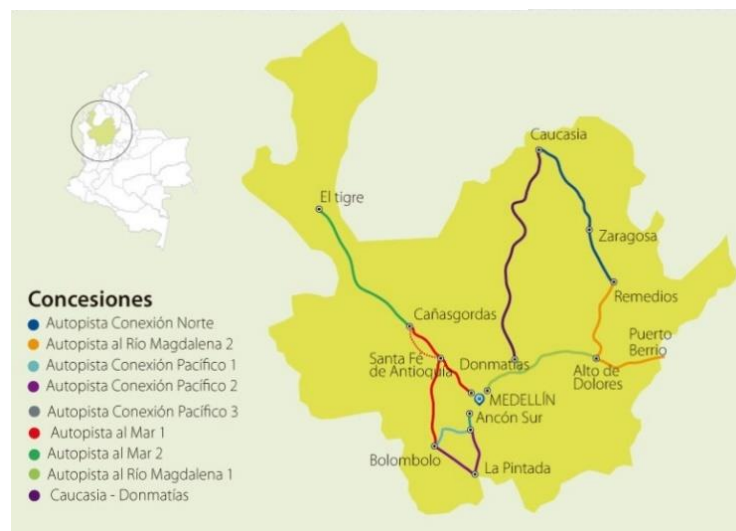 Caucasia
El tigre
Zaragosa
Concesiones
Autopista Conexión Norte
Autopista al Río Magdalena 2
Autopista Conexión Pacífico 1
Autopista Conexión Pacífico 2
Autopista Conexión Pacífico 3
Autopista al Mar 1
Autopista al Mar 2
Autopista al Río Magdalena 1
Caucasia - Donmatías
Cañasgordas
Remedios
Santa Fé
de Antioquia
Donmatías
Puerto
Berrio
Alto de
Dolores
MEDELLÍN
Ancón Sur
Bolombolo
La Pintada